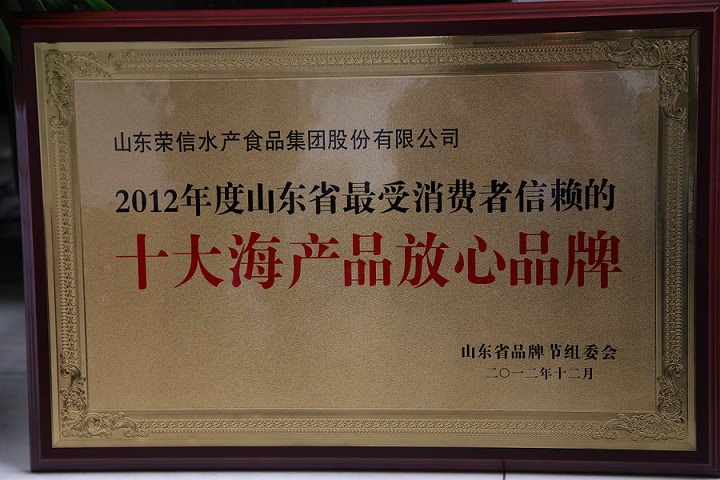 山东荣信水产食品集团股份有限公司
2012年度山东省最受消费者信赖的
十大海产品放心品牌
山东省品牌节组委会
二〇一二年十二月